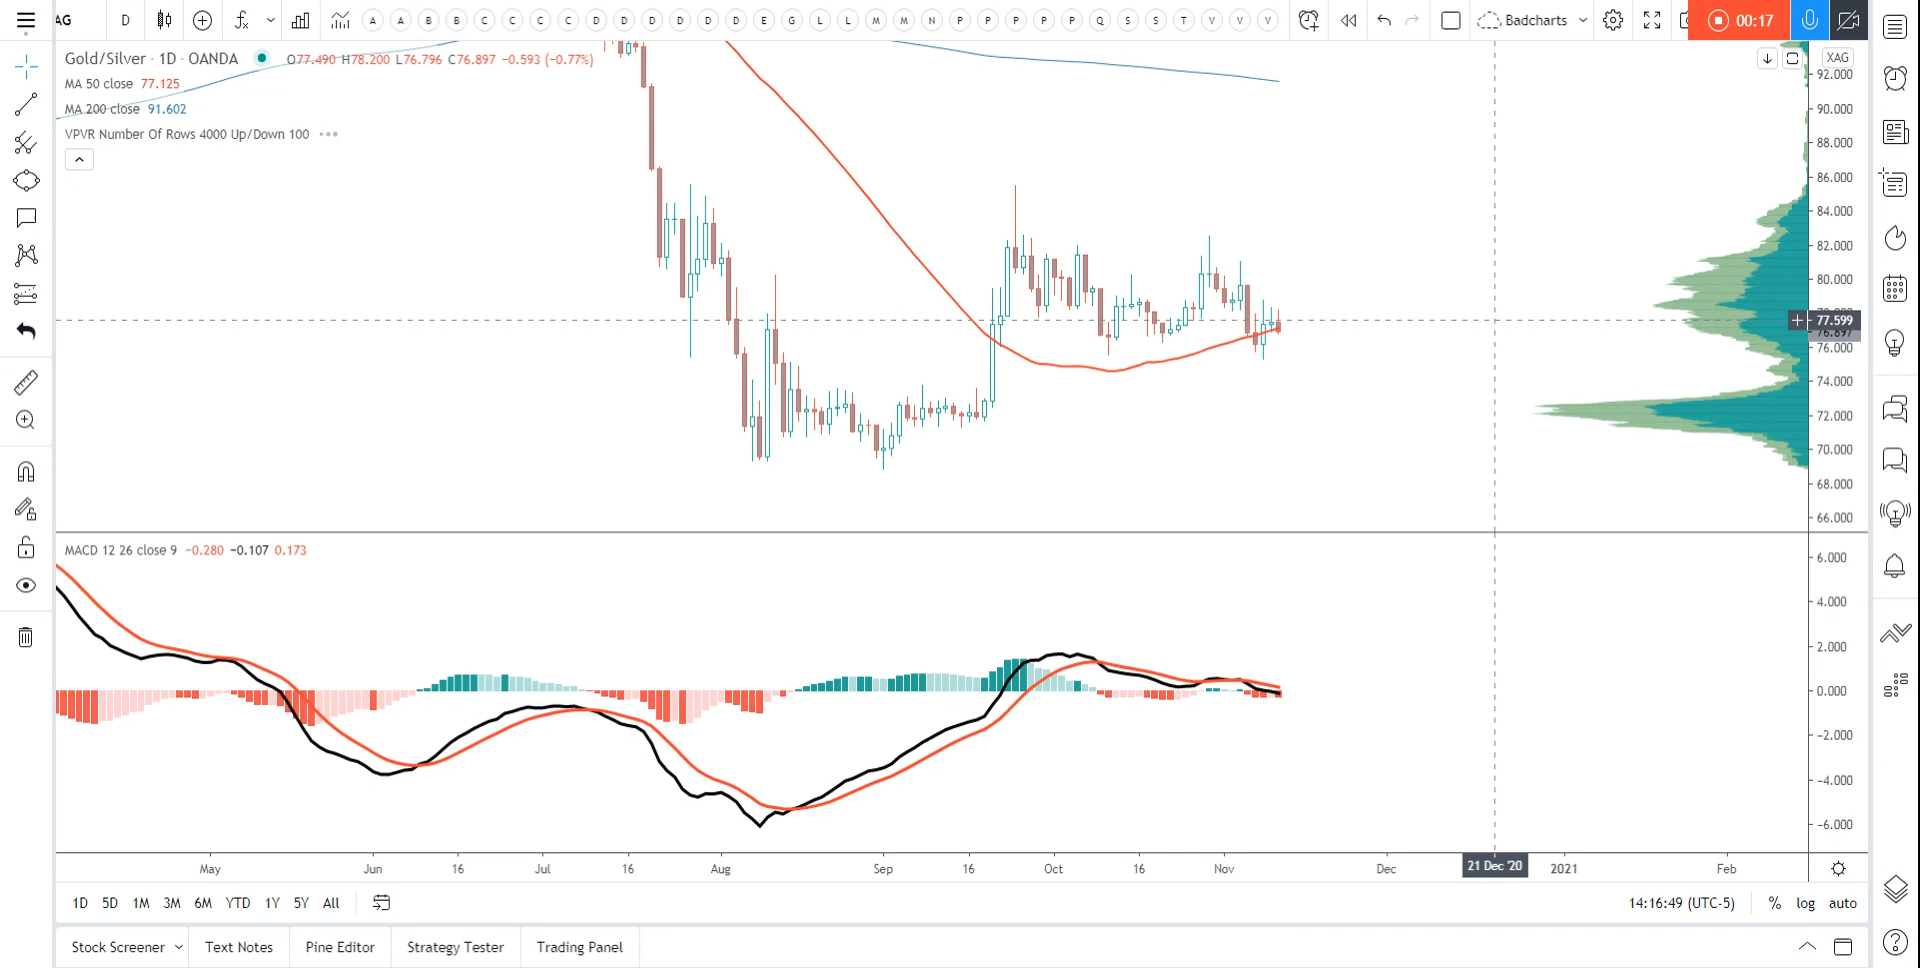 AG D Badcharts 00:17
A A B B C C C C D D D D D D E G L L M M N P P P P P Q S S T V V V
Gold/Silver · 1D · OANDA O77.490 H78.200 L76.796 C76.897 −0.593 (−0.77%)
MA 50 close 77.125
MA 200 close 91.602
VPVR Number Of Rows 4000 Up/Down 100
XAG
92.000
90.000
88.000
86.000
84.000
82.000
80.000
77.599
76.897
76.000
74.000
72.000
70.000
68.000
66.000
MACD 12 26 close 9 −0.280 −0.107 0.173
6.000
4.000
2.000
0.000
−2.000
−4.000
−6.000
May Jun 16 Jul 16 Aug Sep 16 Oct 16 Nov Dec 21 Dec '20 2021 Feb
1D 5D 1M 3M 6M YTD 1Y 5Y All 14:16:49 (UTC-5) % log auto
Stock Screener Text Notes Pine Editor Strategy Tester Trading Panel